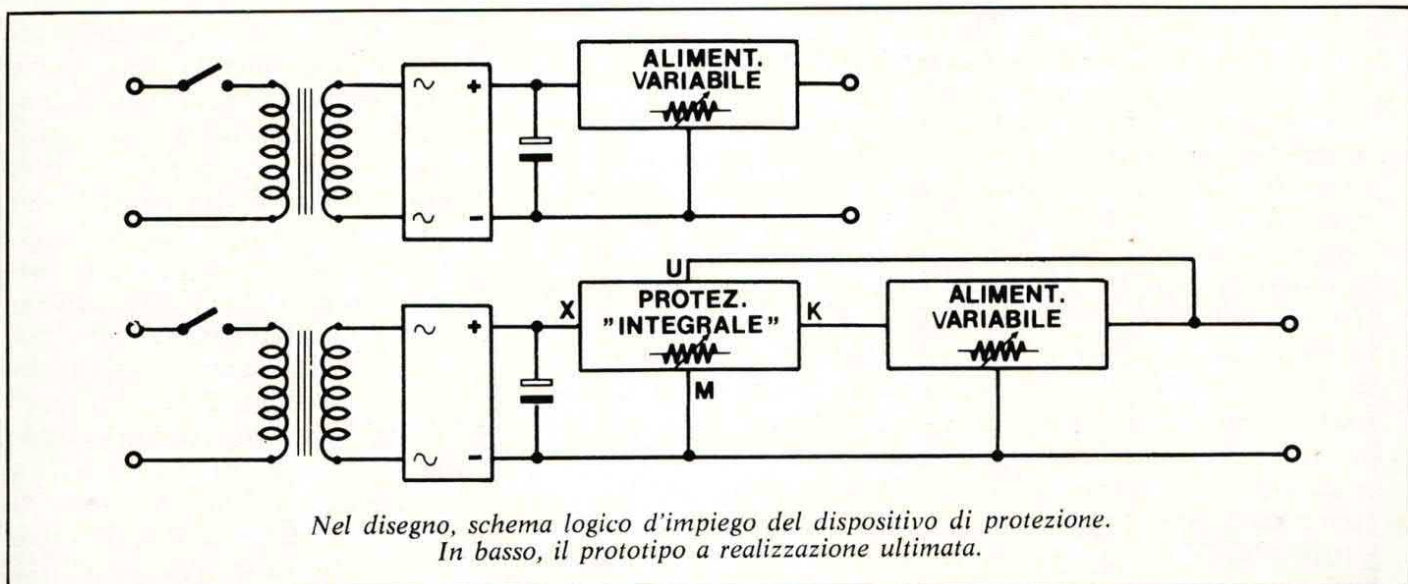 ALIMENT.
VARIABILE
~ +
~ -
U
X
PROTEZ.
"INTEGRALE"
K
ALIMENT.
VARIABILE
M
~ +
~ -
Nel disegno, schema logico d'impiego del dispositivo di protezione.
In basso, il prototipo a realizzazione ultimata.